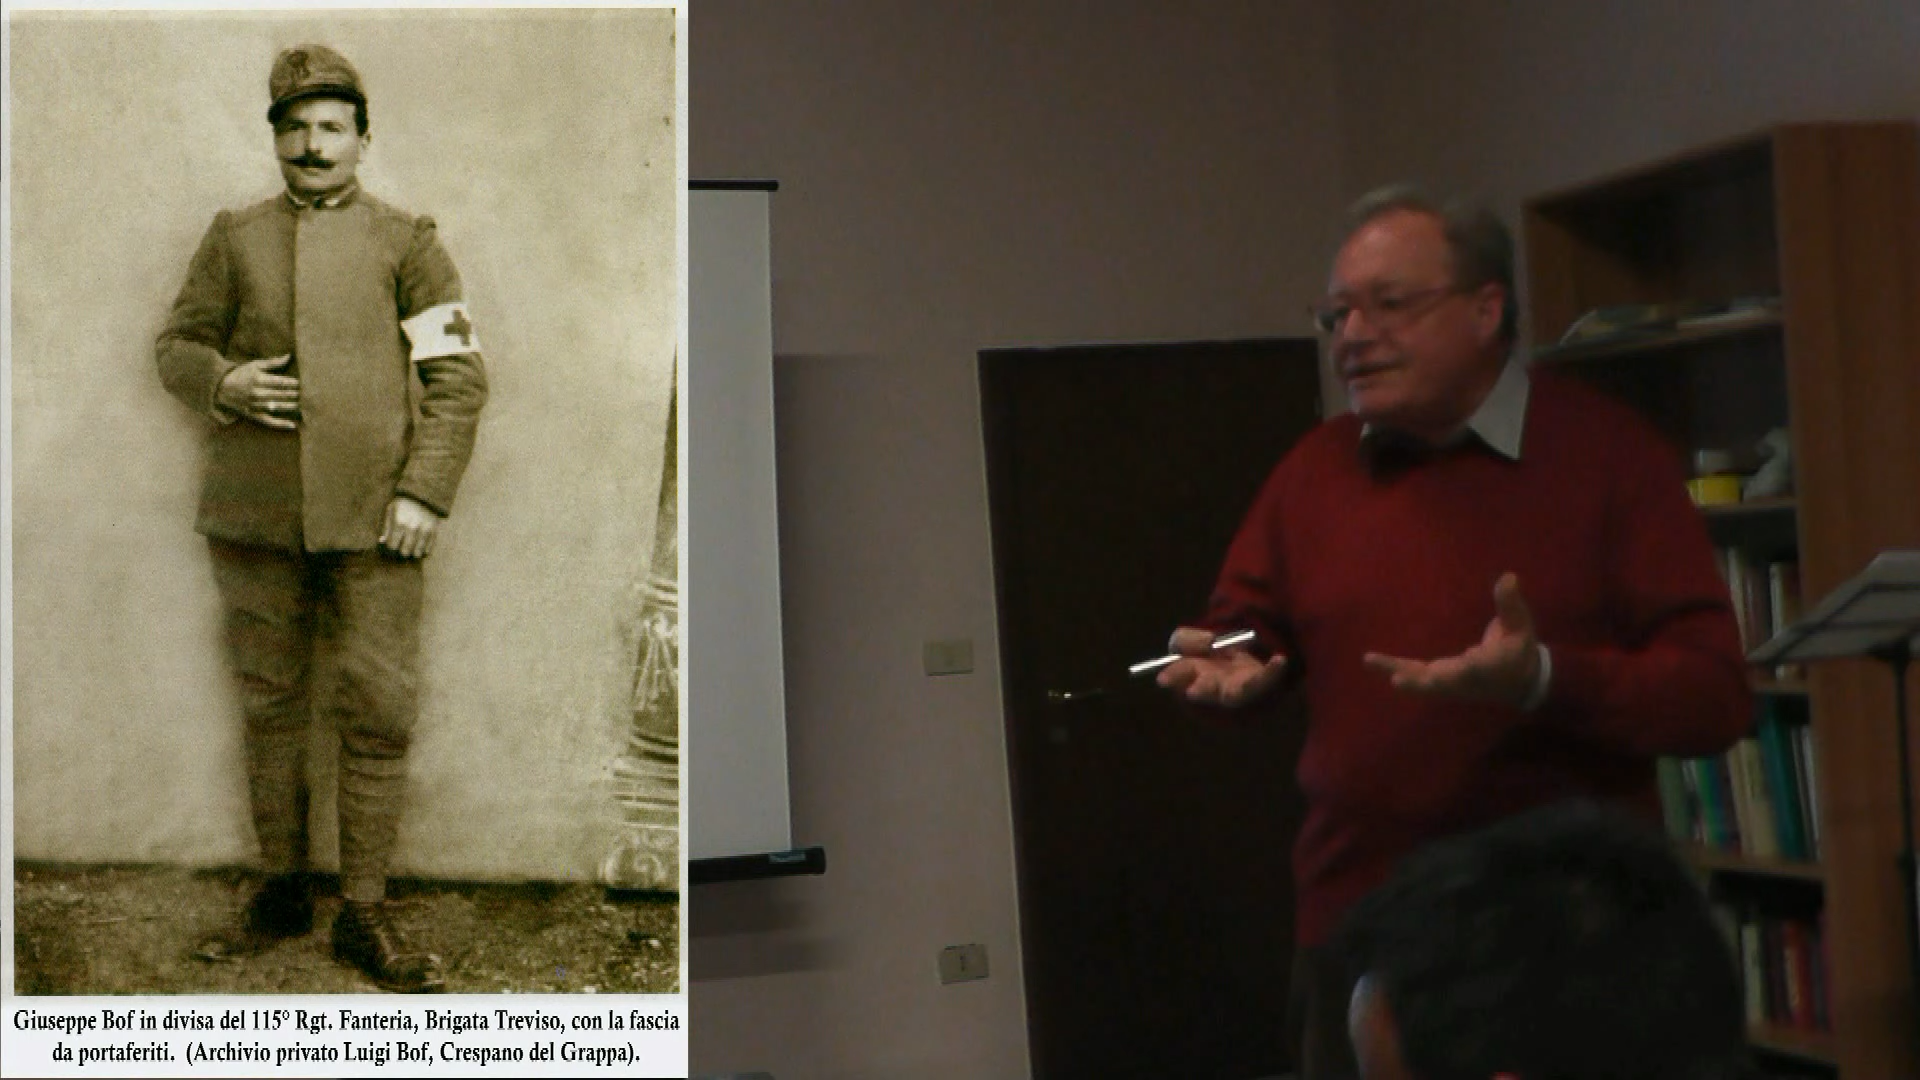 Giuseppe Bof in divisa del 115° Rgt. Fanteria, Brigata Treviso, con la fascia
da portaferiti. (Archivio privato Luigi Bof, Crespano del Grappa).